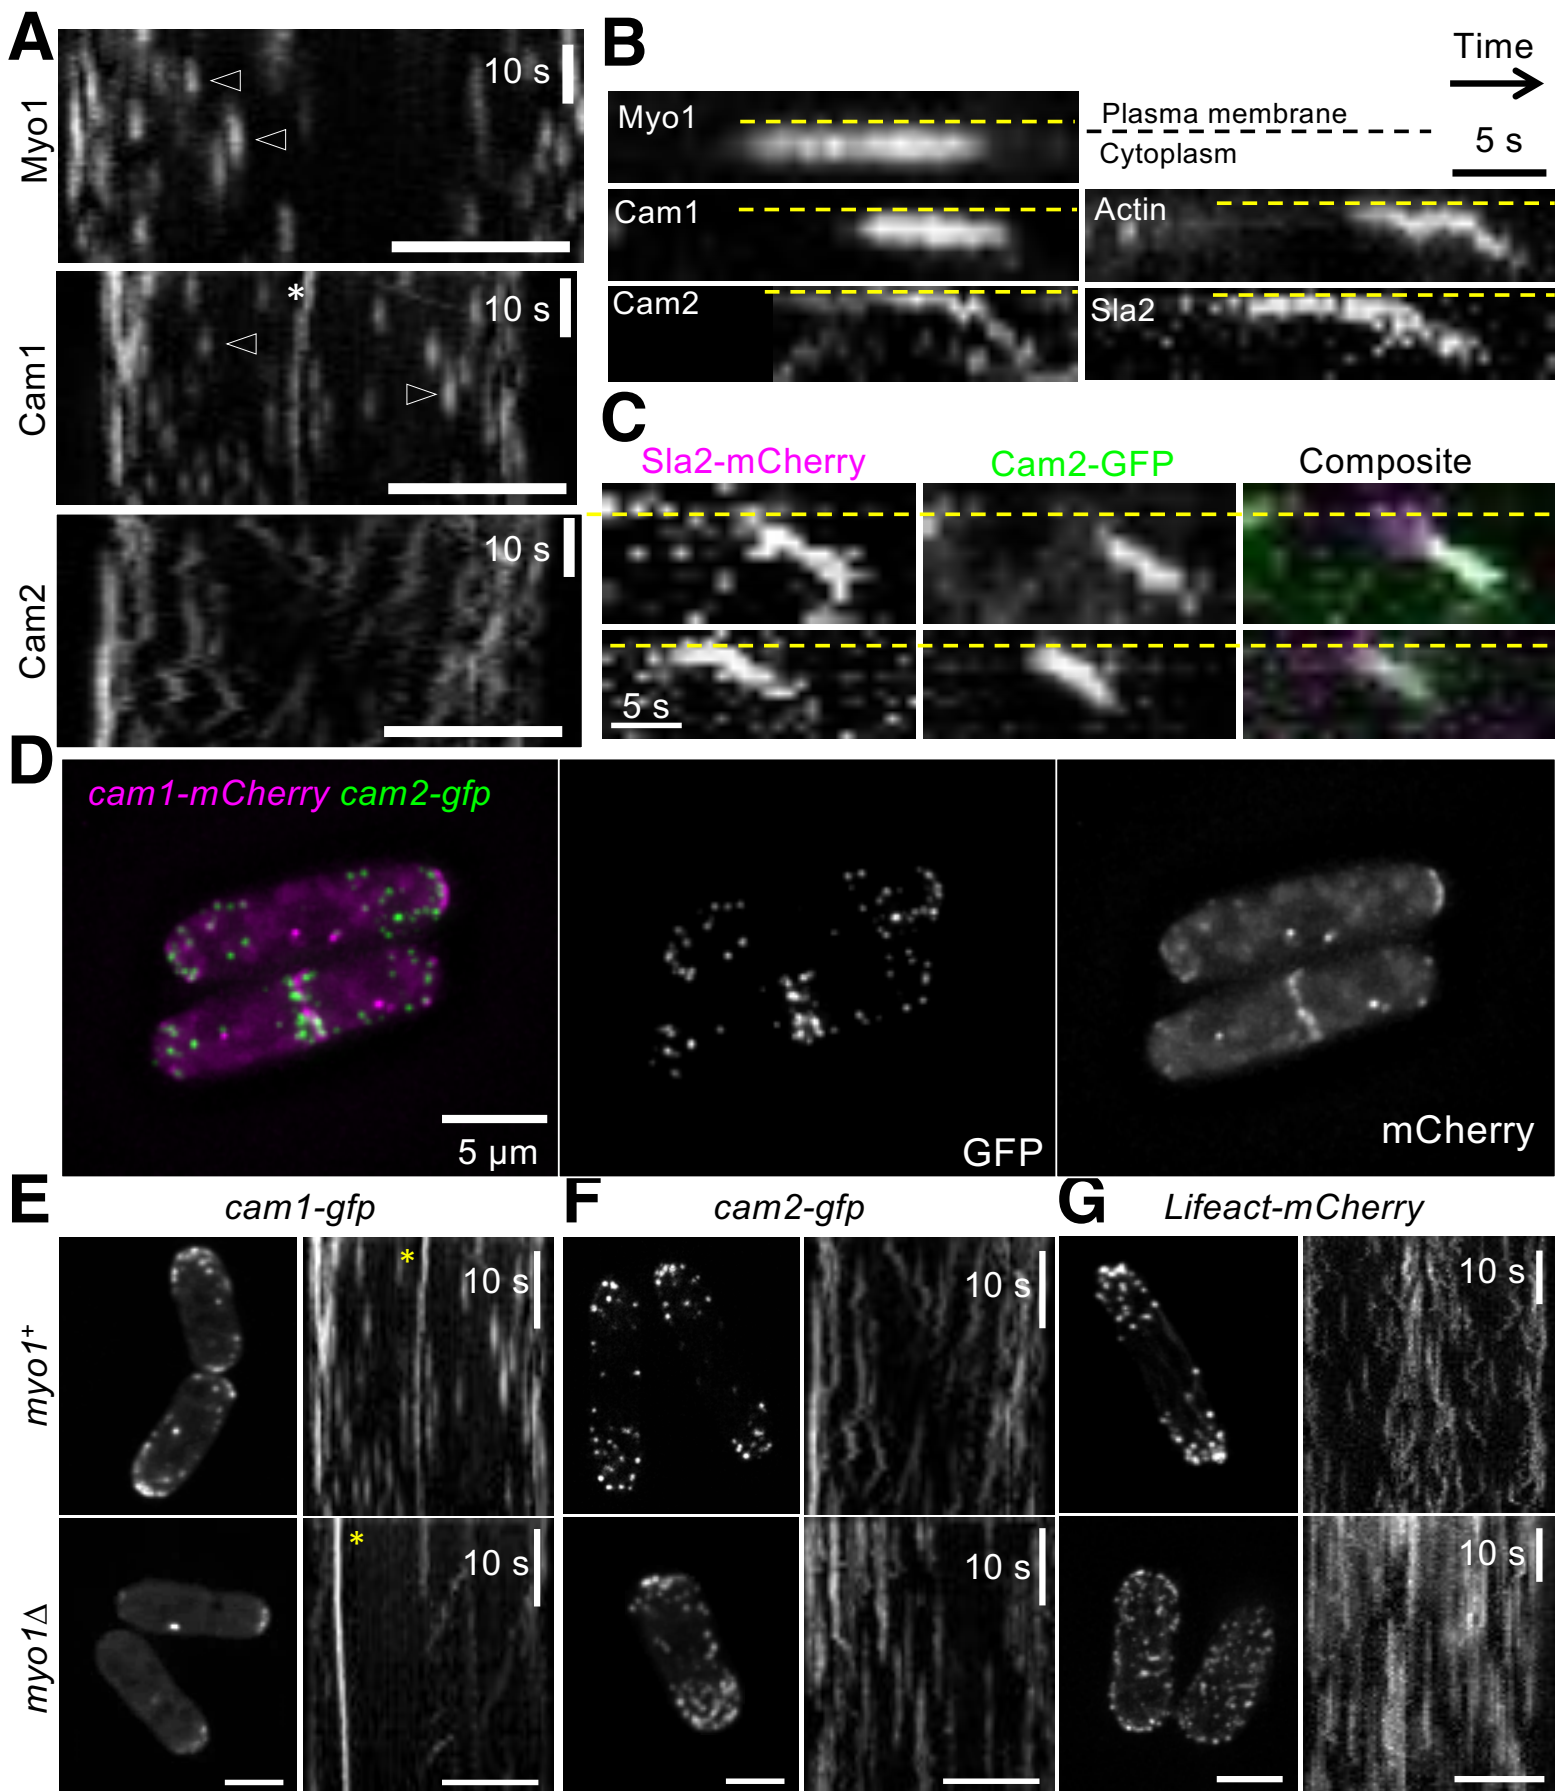 A
Myo1
10 s
Cam1
*
10 s
Cam2
10 s
B
Time
Myo1
Plasma membrane
Cytoplasm
5 s
Cam1
Actin
Cam2
Sla2
C
Sla2-mCherry
Cam2-GFP
Composite
5 s
D
cam1-mCherry cam2-gfp
5 µm
GFP
mCherry
E
cam1-gfp
F
cam2-gfp
G
Lifeact-mCherry
myo1+
*
10 s
10 s
10 s
myo1Δ
*
10 s
10 s
10 s